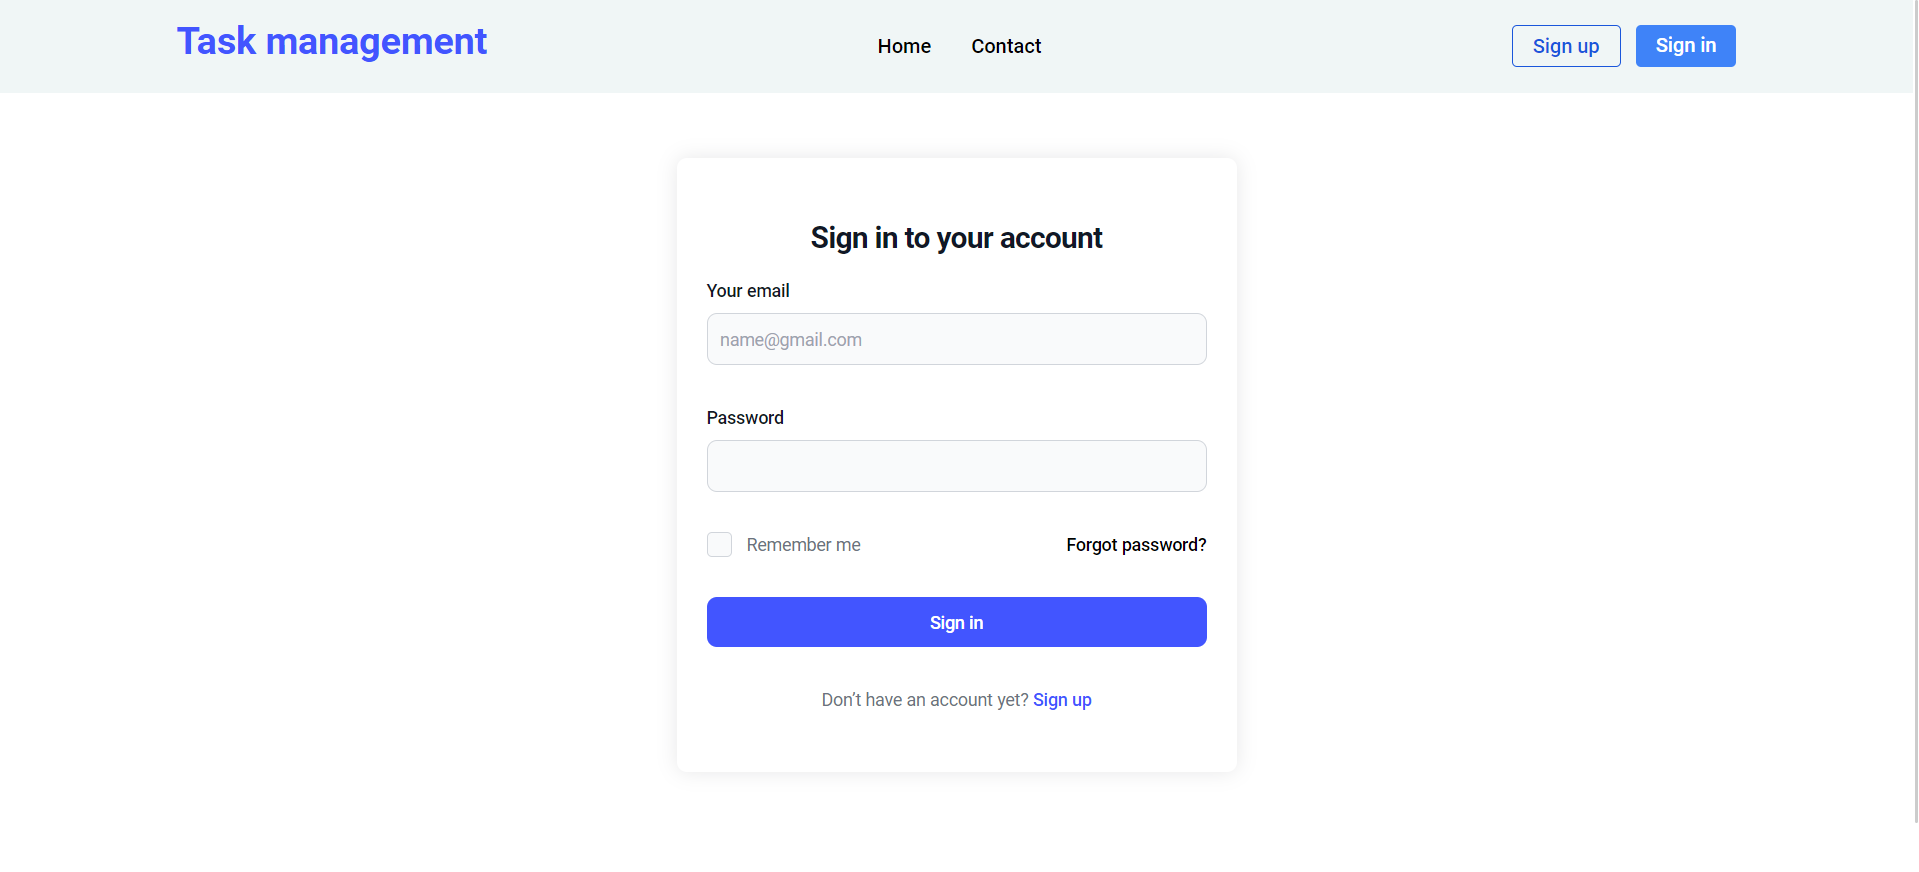 Task management
Home
Contact
Sign up
Sign in
Sign in to your account
Your email
name@gmail.com
Password
Remember me
Forgot password?
Sign in
Don’t have an account yet? Sign up